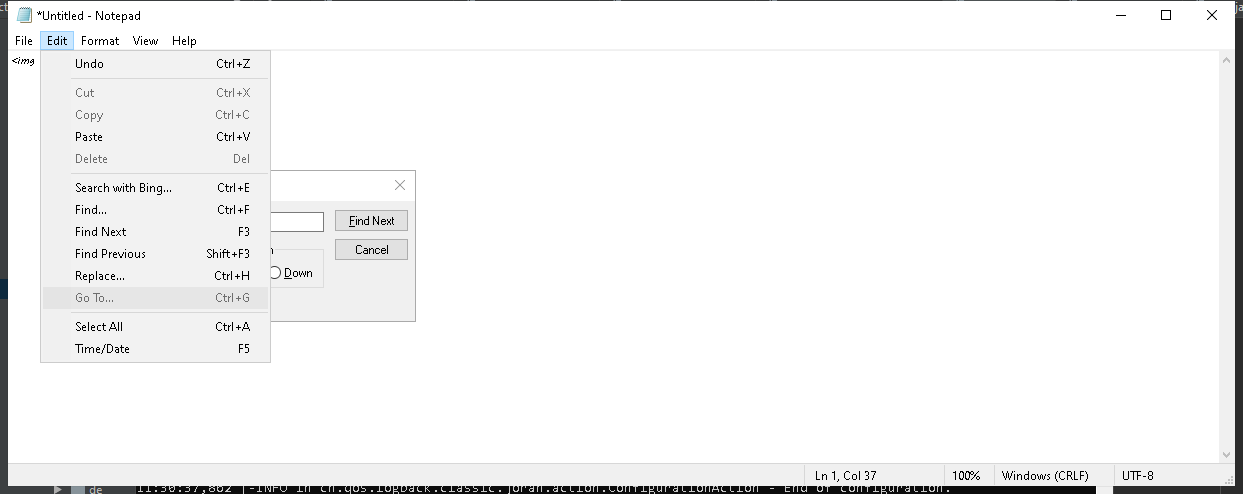 *Untitled - Notepad
File Edit Format View Help
<img
Undo Ctrl+Z
Cut Ctrl+X
Copy Ctrl+C
Paste Ctrl+V
Delete Del
Search with Bing... Ctrl+E
Find... Ctrl+F
Find Next F3
Find Previous Shift+F3
Replace... Ctrl+H
Go To... Ctrl+G
Select All Ctrl+A
Time/Date F5
Find Next
Cancel
Down
Ln 1, Col 37 100% Windows (CRLF) UTF-8
de 11:30:37,862 |-INFO in ch.qos.logback.classic.joran.action.ConfigurationAction - End of configuration.